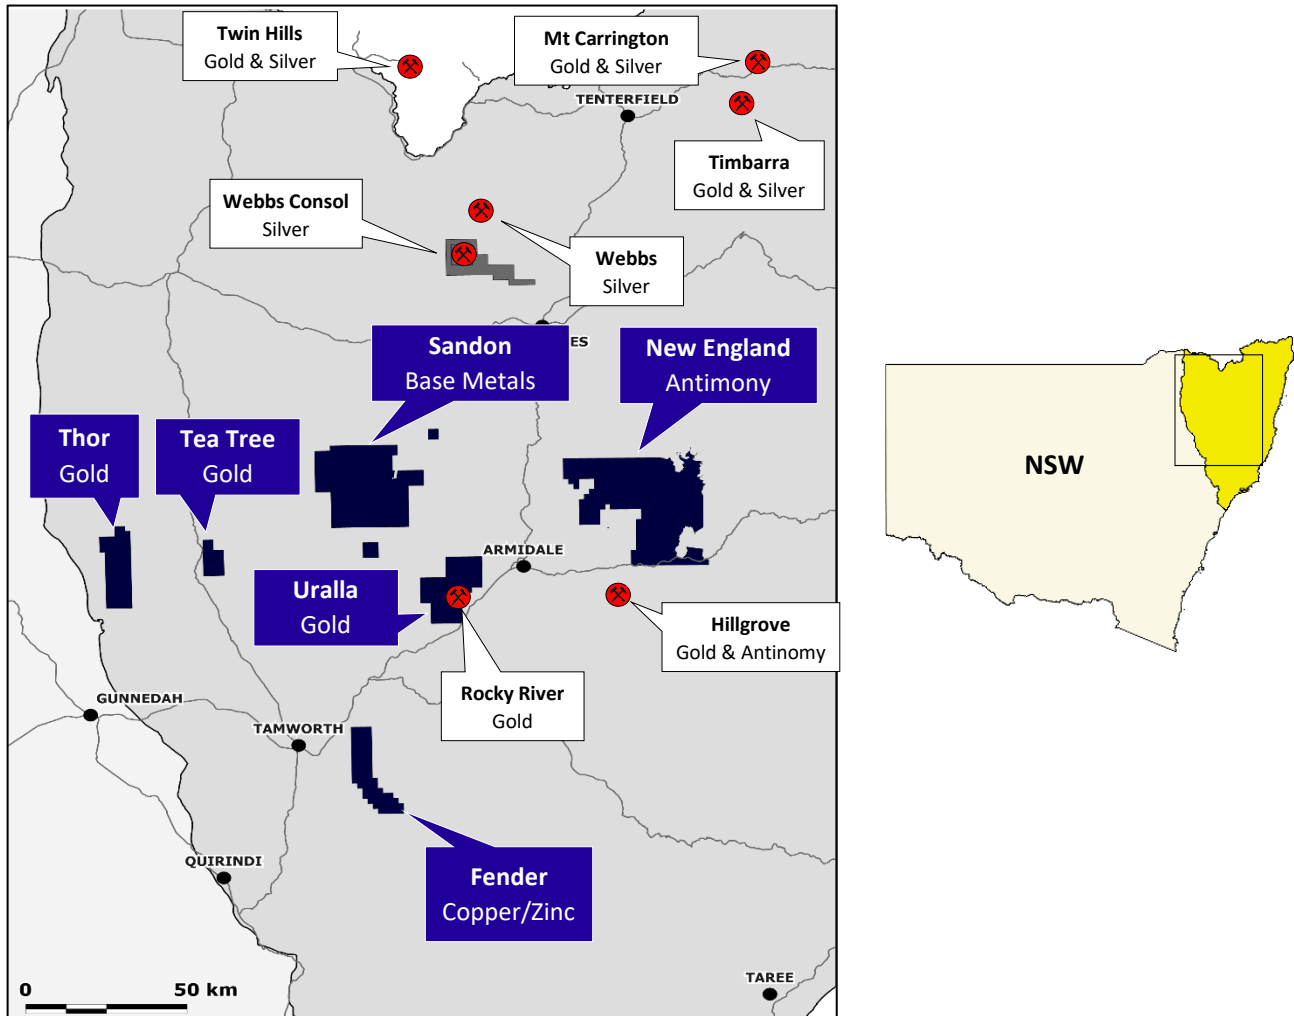 Twin Hills
Gold & Silver
Mt Carrington
Gold & Silver
TENTERFIELD
Timbarra
Gold & Silver
Webbs Consol
Silver
Webbs
Silver
ES
Sandon
Base Metals
New England
Antimony
Thor
Gold
Tea Tree
Gold
NSW
ARMIDALE
Uralla
Gold
Hillgrove
Gold & Antinomy
Rocky River
Gold
GUNNEDAH
TAMWORTH
QUIRINDI
Fender
Copper/Zinc
TAREE
0 50 km